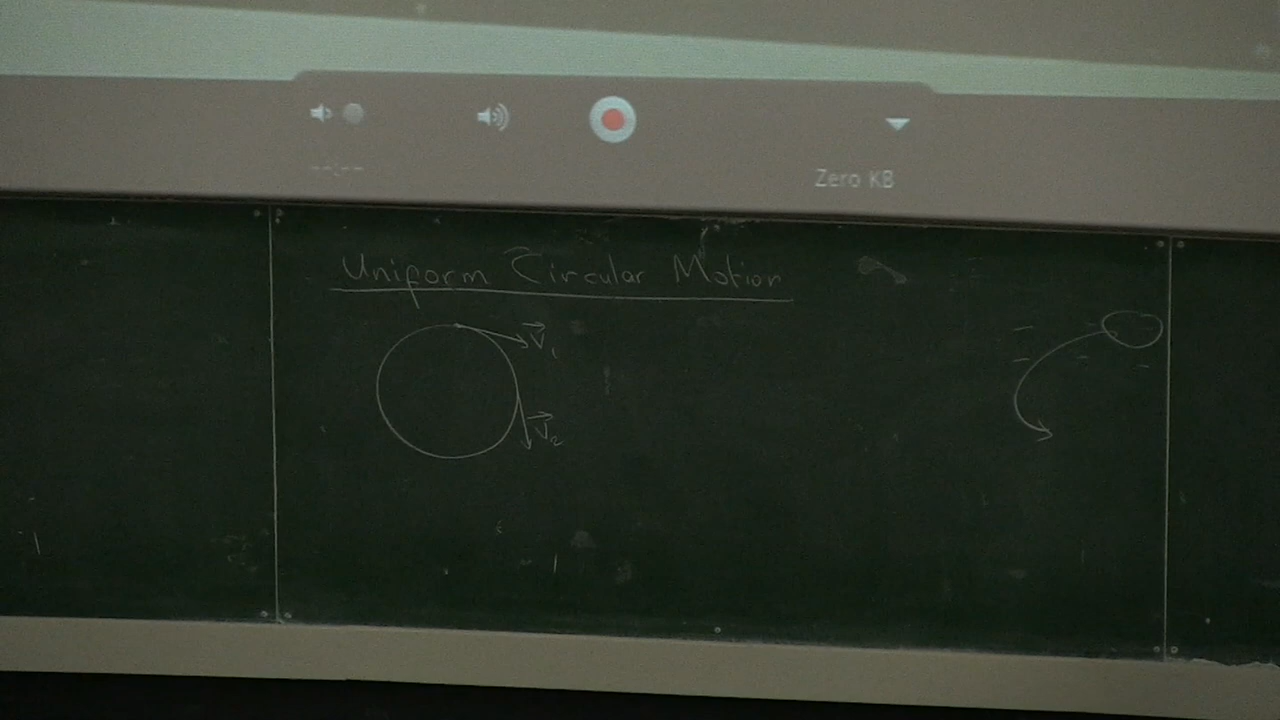 Zero KB
Uniform Circular Motion
V₁
V₂